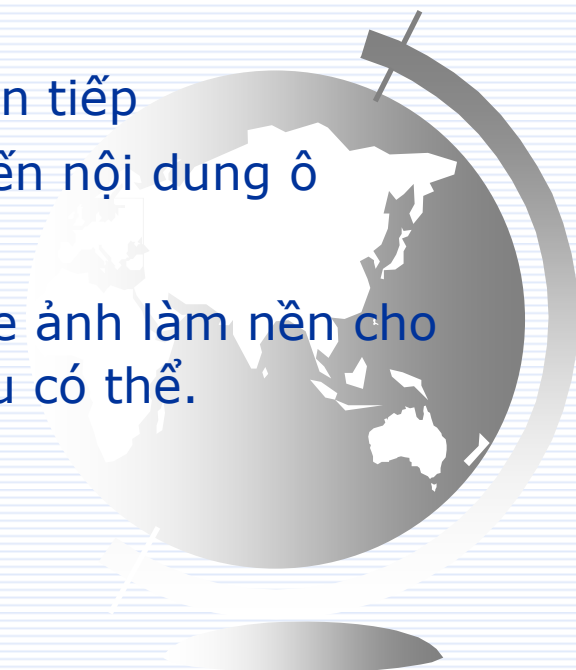 n tiếp
ến nội dung ô
e ảnh làm nền cho
u có thể.